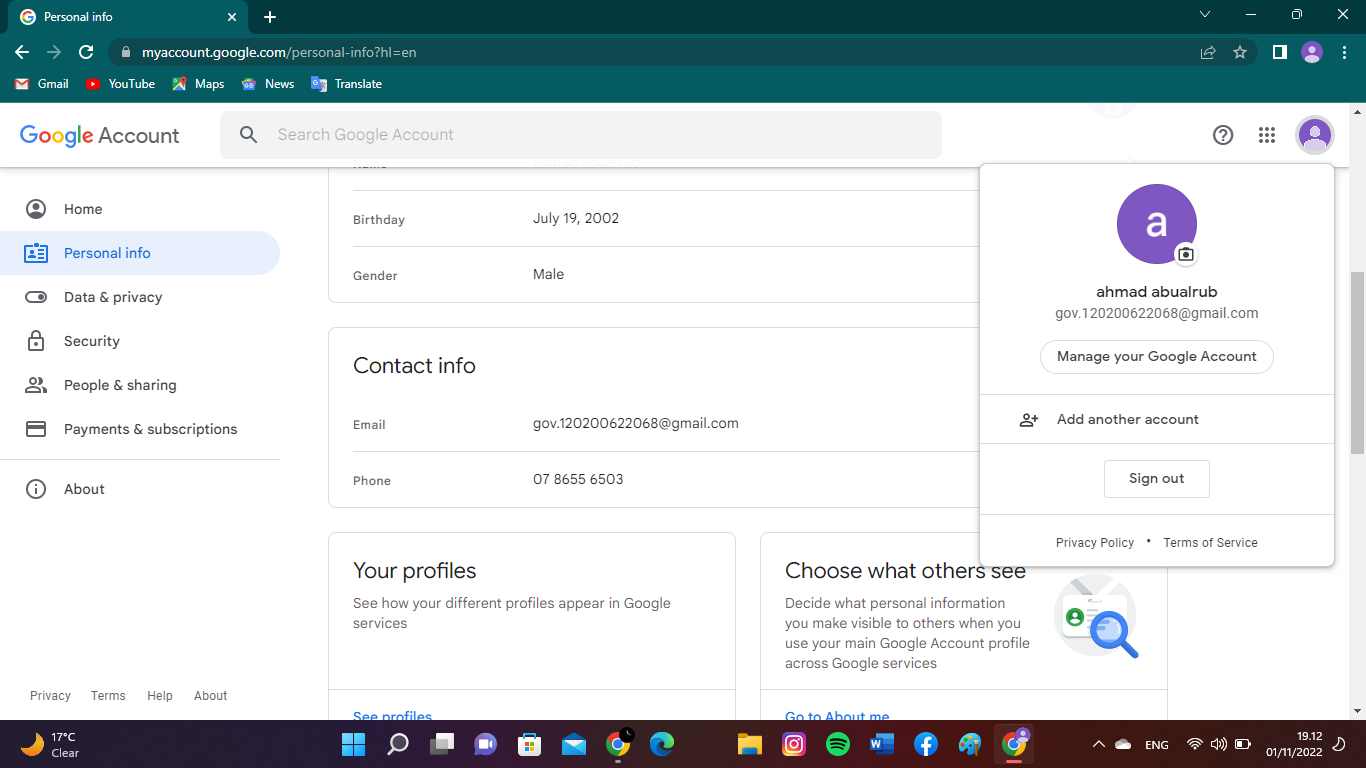 Personal info
myaccount.google.com/personal-info?hl=en
Gmail
YouTube
Maps
News
Translate
Google Account
Search Google Account
Home
Personal info
Data & privacy
Security
People & sharing
Payments & subscriptions
About
Name
Birthday July 19, 2002
Gender Male
Contact info
Email gov.120200622068@gmail.com
Phone 07 8655 6503
Your profiles
See how your different profiles appear in Google
services
See profiles
Choose what others see
Decide what personal information
you make visible to others when you
use your main Google Account profile
across Google services
Go to About me
a
ahmad abualrub
gov.120200622068@gmail.com
Manage your Google Account
Add another account
Sign out
Privacy Policy • Terms of Service
Privacy Terms Help About
17°C
Clear
ENG
19.12
01/11/2022